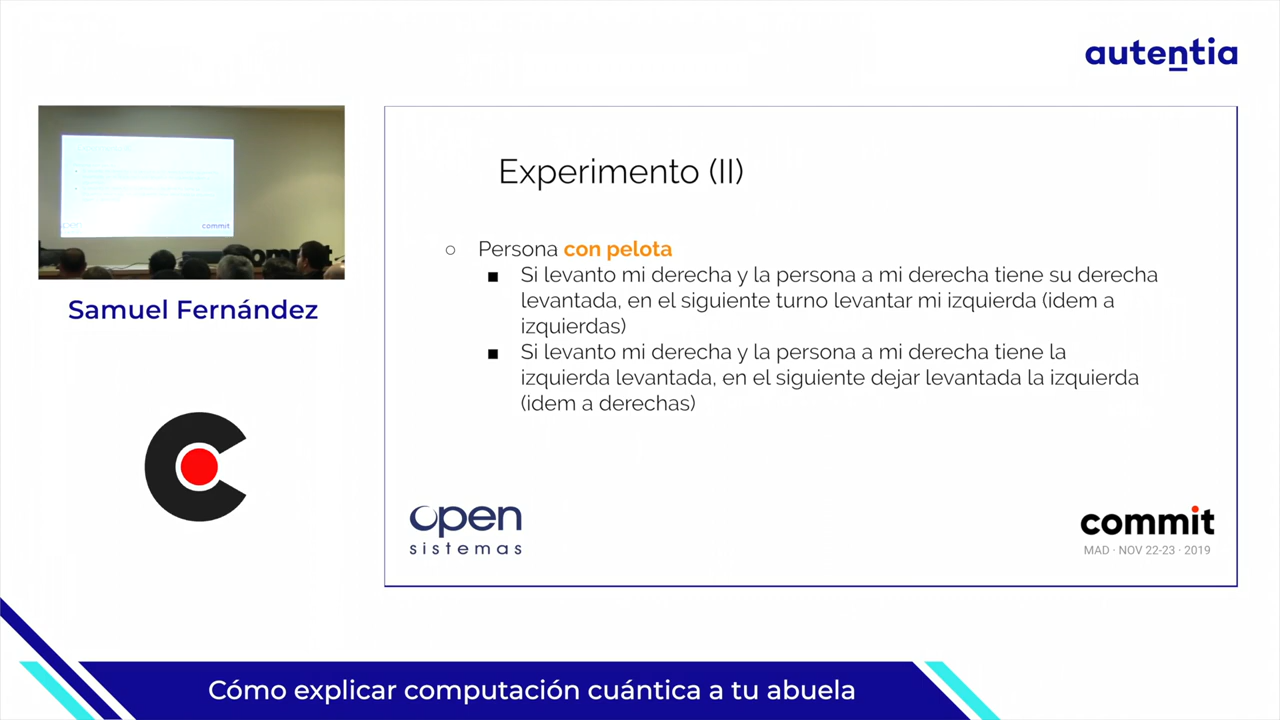 autentia
Samuel Fernández
Experimento (II)
○ Persona con pelota
■ Si levanto mi derecha y la persona a mi derecha tiene su derecha
levantada, en el siguiente turno levantar mi izquierda (idem a
izquierdas)
■ Si levanto mi derecha y la persona a mi derecha tiene la
izquierda levantada, en el siguiente dejar levantada la izquierda
(idem a derechas)
open
sistemas
commit
MAD · NOV 22-23 · 2019
Cómo explicar computación cuántica a tu abuela